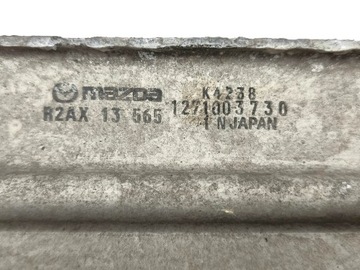 mazda K4238
R2AX 13 565 1271003730
IN JAPAN